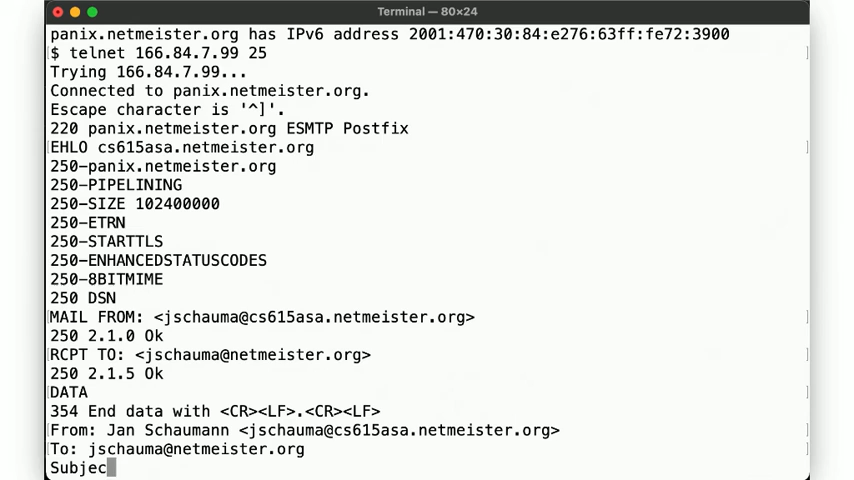 Terminal — 80×24
panix.netmeister.org has IPv6 address 2001:470:30:84:e276:63ff:fe72:3900
$ telnet 166.84.7.99 25
Trying 166.84.7.99...
Connected to panix.netmeister.org.
Escape character is '^]'.
220 panix.netmeister.org ESMTP Postfix
EHLO cs615asa.netmeister.org
250-panix.netmeister.org
250-PIPELINING
250-SIZE 102400000
250-ETRN
250-STARTTLS
250-ENHANCEDSTATUSCODES
250-8BITMIME
250 DSN
MAIL FROM: <jschauma@cs615asa.netmeister.org>
250 2.1.0 Ok
RCPT TO: <jschauma@netmeister.org>
250 2.1.5 Ok
DATA
354 End data with <CR><LF>.<CR><LF>
From: Jan Schaumann <jschauma@cs615asa.netmeister.org>
To: jschauma@netmeister.org
Subjec